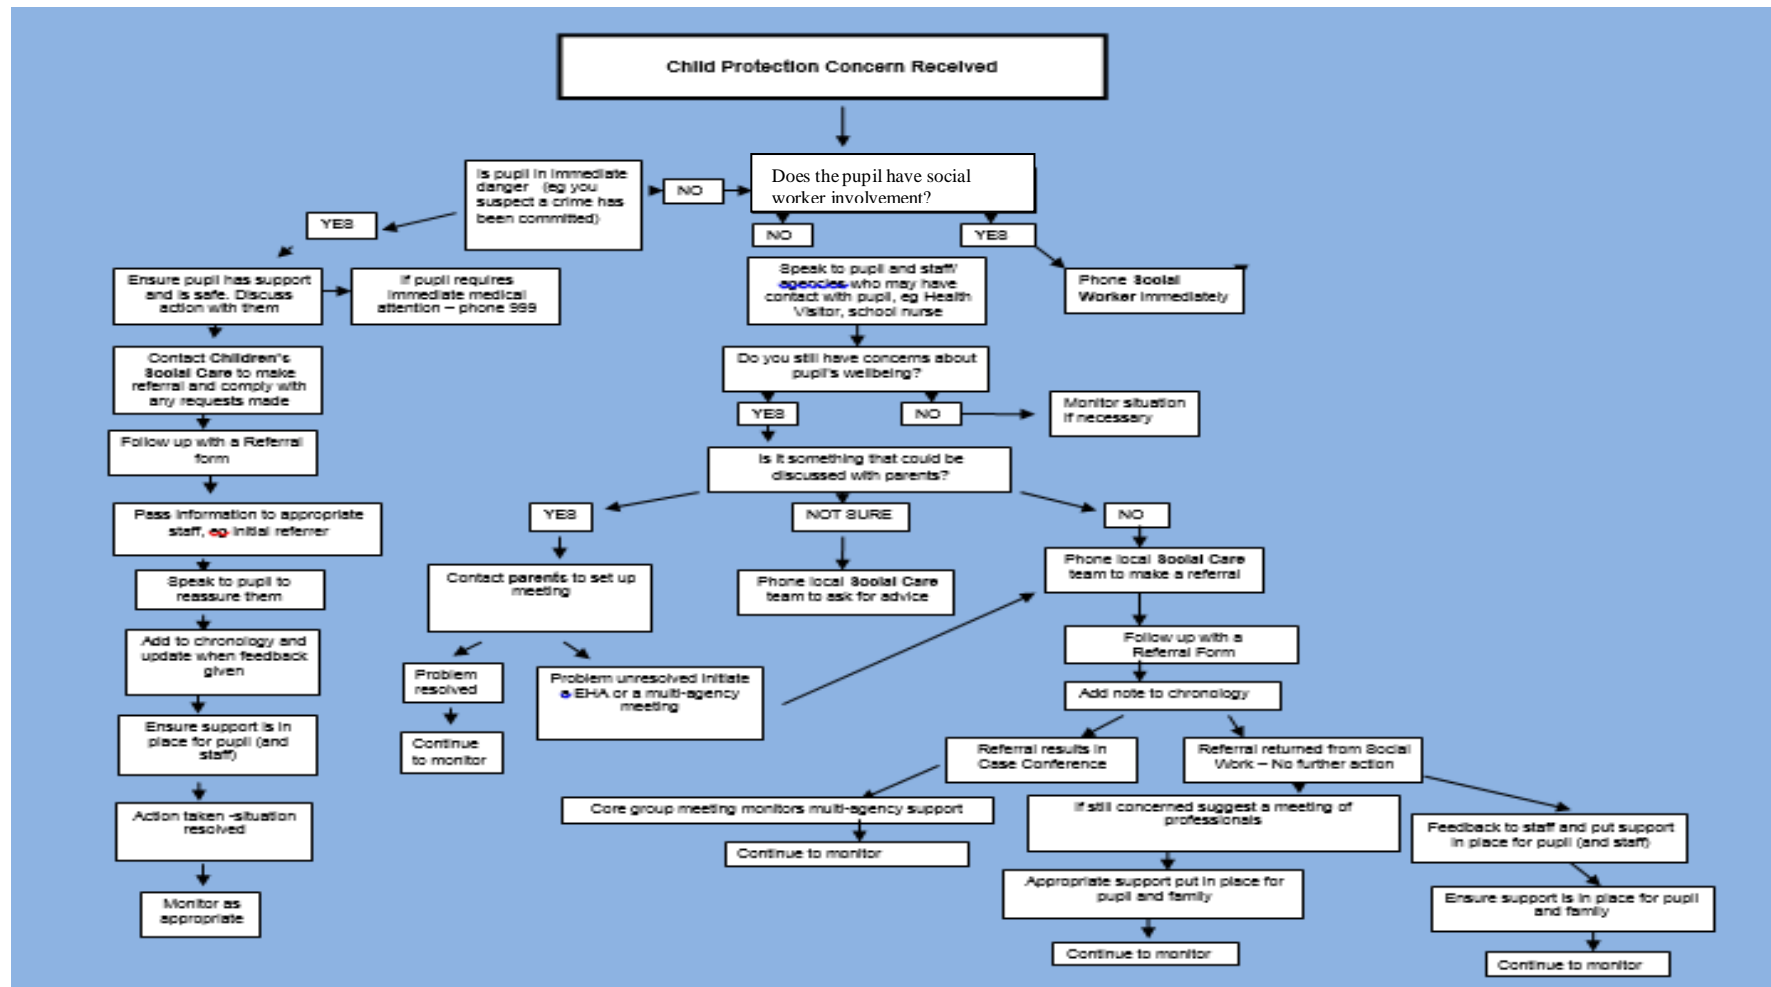 Child Protection Concern Received
Is pupil in immediate
danger (eg you
suspect a crime has
been committed)
NO
Does the pupil have social
worker involvement?
YES
NO
YES
Ensure pupil has support
and is safe. Discuss
action with them
If pupil requires
immediate medical
attention – phone 999
Speak to pupil and staff/
agencies who may have
contact with pupil, eg Health
Visitor, school nurse
Phone Social
Worker immediately
Contact Children's
Social Care to make
referral and comply with
any requests made
Do you still have concerns about
pupil's wellbeing?
YES
NO
Monitor situation
if necessary
Follow up with a Referral
form
Is it something that could be
discussed with parents?
Pass information to appropriate
staff, eg initial referrer
YES
NOT SURE
NO
Speak to pupil to
reassure them
Contact parents to set up
meeting
Phone local Social Care
team to ask for advice
Phone local Social Care
team to make a referral
Add to chronology and
update when feedback
given
Follow up with a
Referral Form
Problem
resolved
Problem unresolved initiate
a EHA or a multi-agency
meeting
Add note to chronology
Ensure support is in
place for pupil (and
staff)
Continue
to monitor
Referral results in
Case Conference
Referral returned from Social
Work – No further action
Action taken -situation
resolved
Core group meeting monitors multi-agency support
If still concerned suggest a meeting of
professionals
Feedback to staff and put support
in place for pupil (and staff)
Continue to monitor
Monitor as
appropriate
Appropriate support put in place for
pupil and family
Ensure support is in place for pupil
and family
Continue to monitor
Continue to monitor